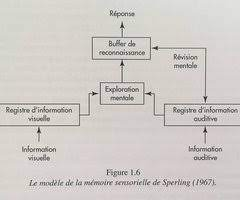 Réponse
Buffer de
reconnaissance
Révision
mentale
Exploration
mentale
Registre d'information
visuelle
Registre d'information
auditive
Information
visuelle
Information
auditive
Figure 1.6
Le modèle de la mémoire sensorielle de Sperling (1967).